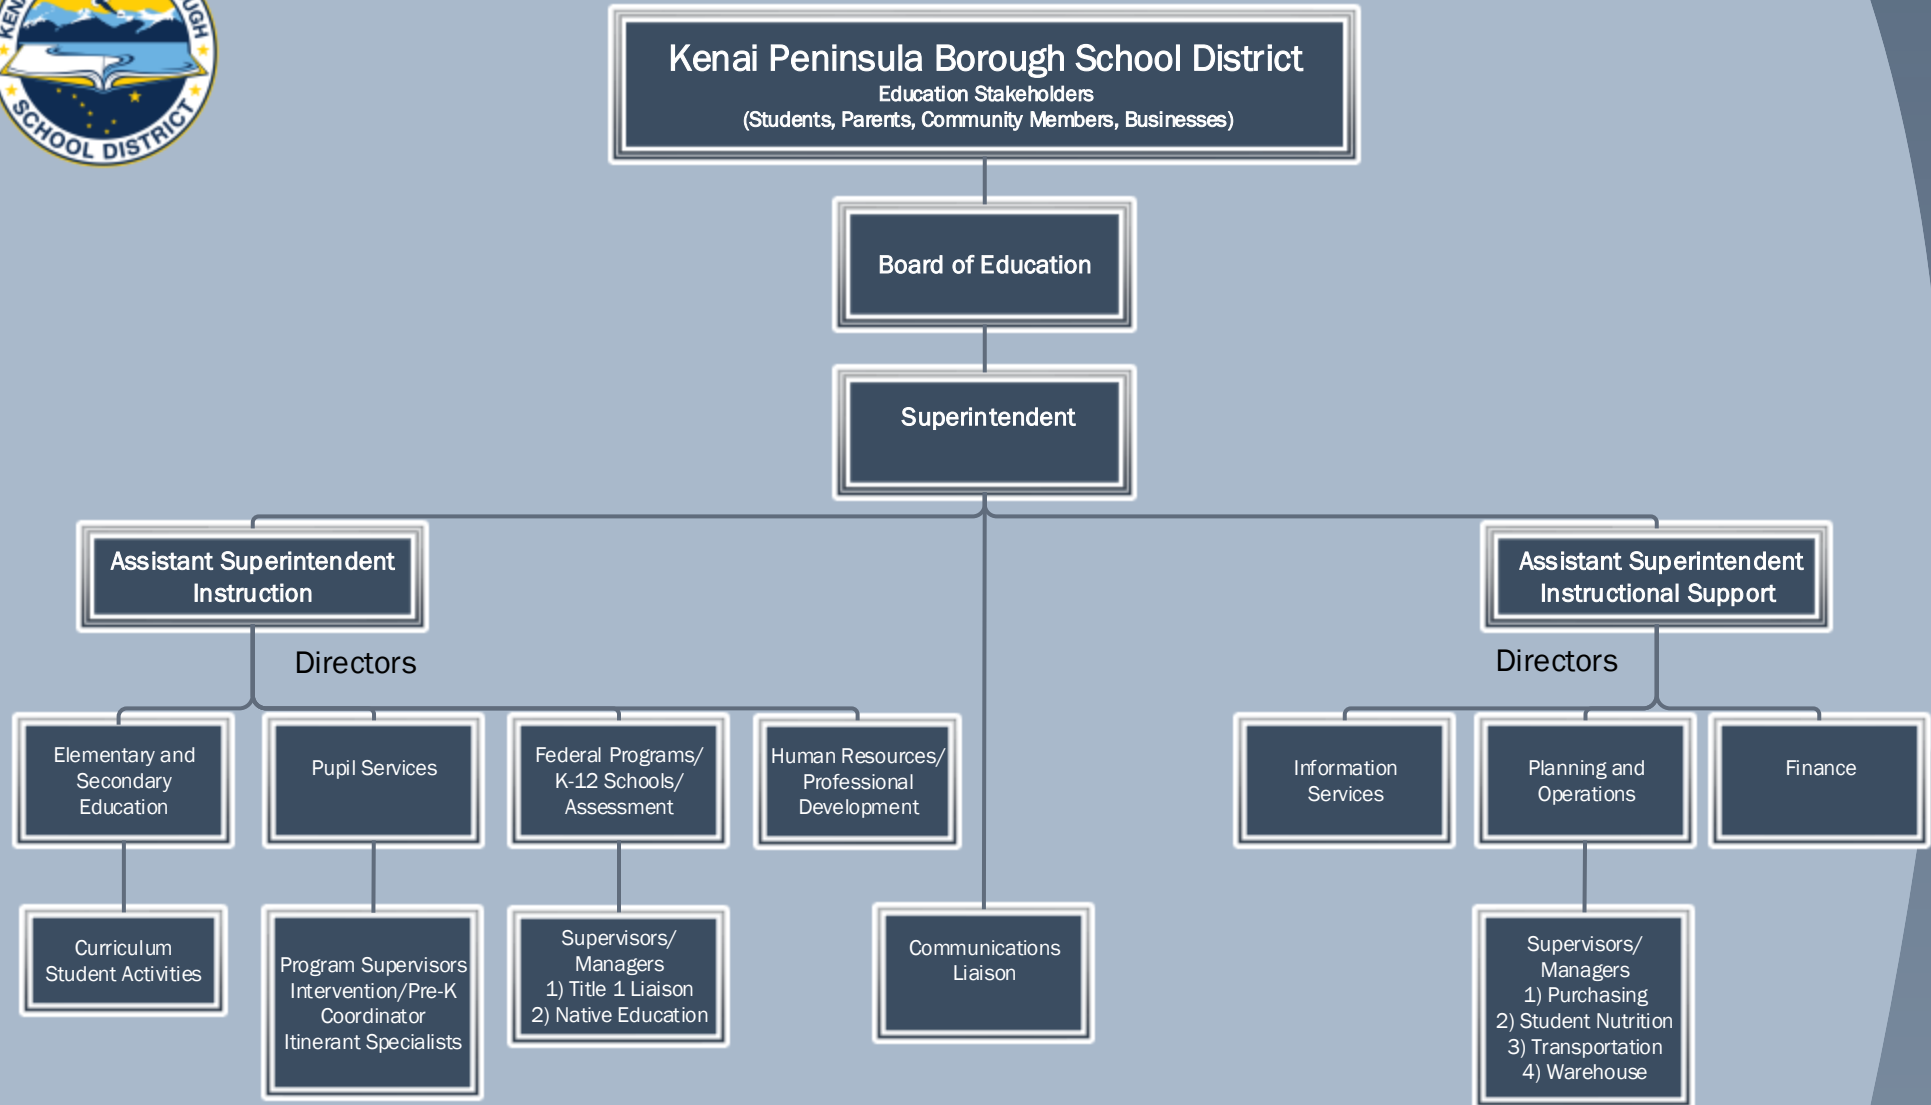 SCHOOL DISTRICT
Kenai Peninsula Borough School District
Education Stakeholders
(Students, Parents, Community Members, Businesses)
Board of Education
Superintendent
Assistant Superintendent
Instruction
Assistant Superintendent
Instructional Support
Directors
Directors
Elementary and
Secondary
Education
Pupil Services
Federal Programs/
K-12 Schools/
Assessment
Human Resources/
Professional
Development
Information
Services
Planning and
Operations
Finance
Curriculum
Student Activities
Program Supervisors
Intervention/Pre-K
Coordinator
Itinerant Specialists
Supervisors/
Managers
1) Title 1 Liaison
2) Native Education
Communications
Liaison
Supervisors/
Managers
1) Purchasing
2) Student Nutrition
3) Transportation
4) Warehouse